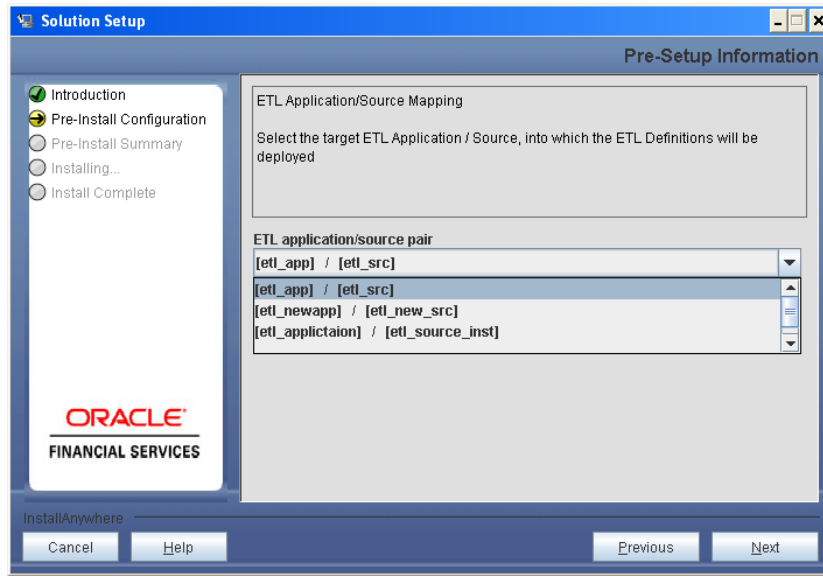 Solution Setup
Pre-Setup Information
Introduction
Pre-Install Configuration
Pre-Install Summary
Installing...
Install Complete
ETL Application/Source Mapping
Select the target ETL Application / Source, into which the ETL Definitions will be
deployed
ETL application/source pair
[etl_app] / [etl_src]
[etl_app] / [etl_src]
[etl_newapp] / [etl_new_src]
[etl_applictaion] / [etl_source_inst]
ORACLE
FINANCIAL SERVICES
InstallAnywhere
Cancel Help Previous Next